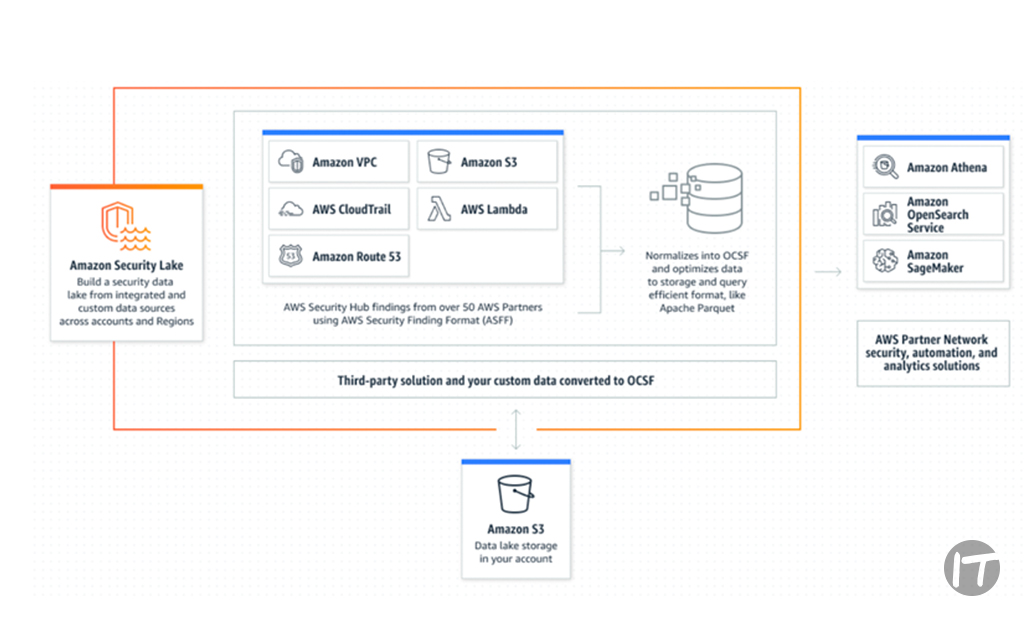 Amazon Security Lake
Build a security data
lake from integrated and
custom data sources
across accounts and Regions
Amazon VPC
Amazon S3
AWS CloudTrail
AWS Lambda
53
Amazon Route 53
AWS Security Hub findings from over 50 AWS Partners
using AWS Security Finding Format (ASFF)
Normalizes into OCSF
and optimizes data
to storage and query
efficient format, like
Apache Parquet
Third-party solution and your custom data converted to OCSF
Amazon S3
Data lake storage
in your account
Amazon Athena
Amazon
OpenSearch
Service
Amazon
SageMaker
AWS Partner Network
security, automation, and
analytics solutions
IT